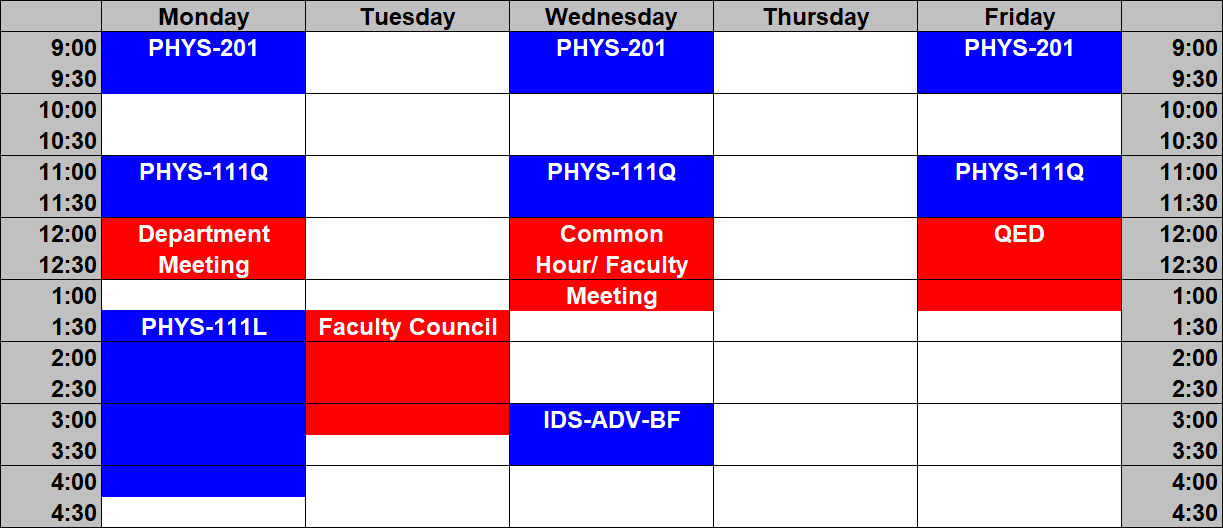 Monday Tuesday Wednesday Thursday Friday
9:00 PHYS-201 PHYS-201 PHYS-201 9:00
9:30 9:30
10:00 10:00
10:30 10:30
11:00 PHYS-111Q PHYS-111Q PHYS-111Q 11:00
11:30 11:30
12:00 Department Common QED 12:00
12:30 Meeting Hour/ Faculty 12:30
1:00 Meeting 1:00
1:30 PHYS-111L Faculty Council 1:30
2:00 2:00
2:30 2:30
3:00 IDS-ADV-BF 3:00
3:30 3:30
4:00 4:00
4:30 4:30